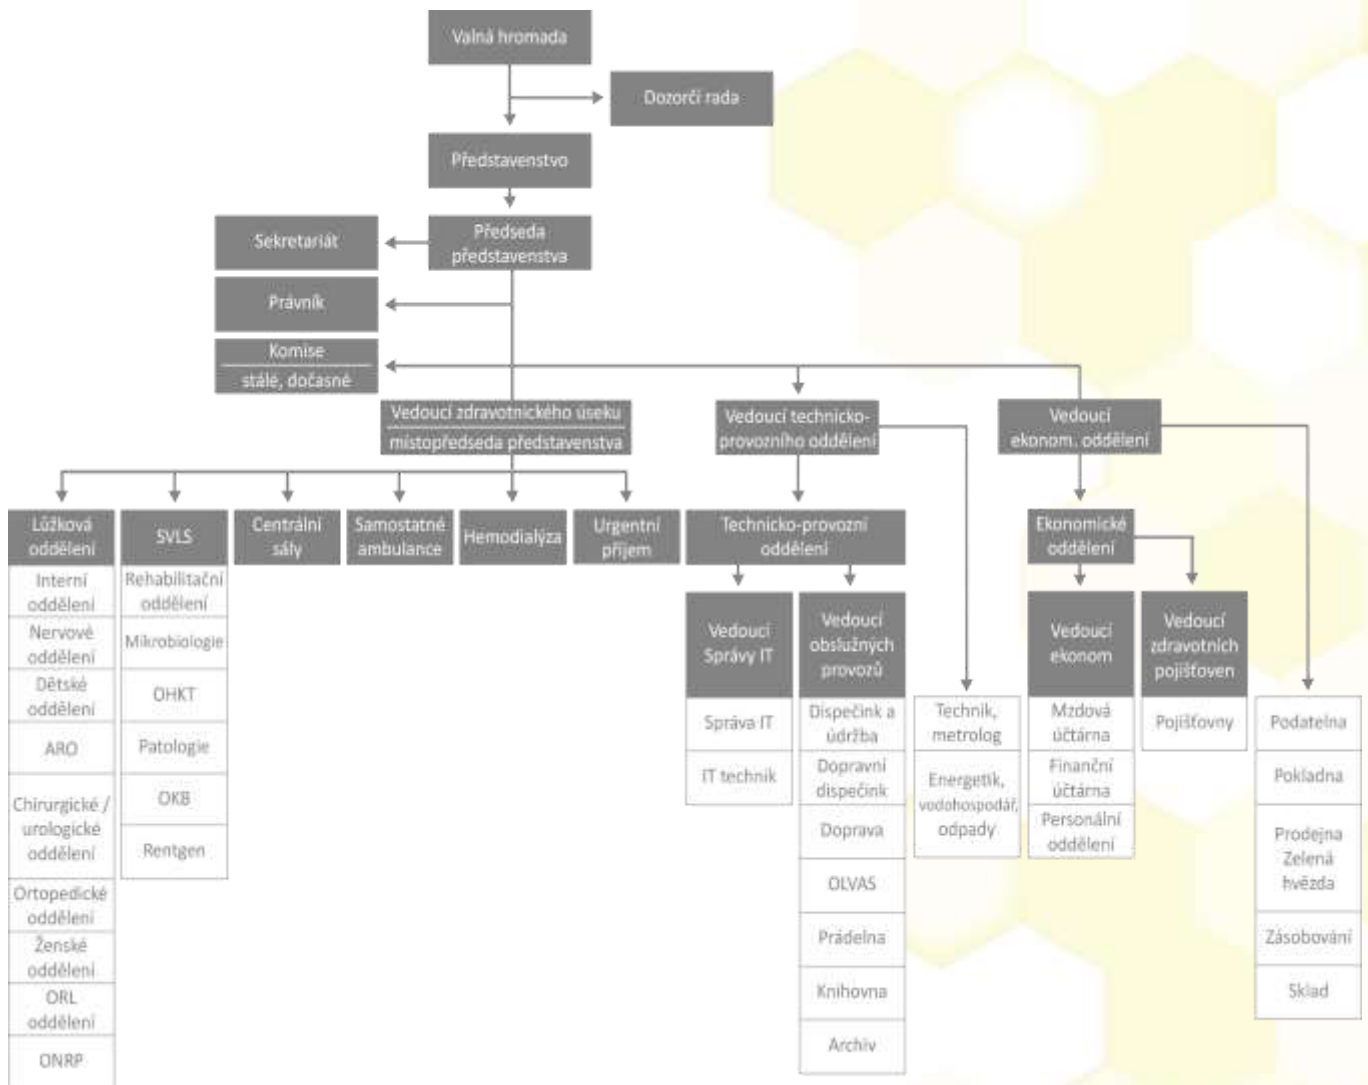 Valná hromada
Dozorčí rada
Představenstvo
Sekretariát
Předseda
představenstva
Právník
Komise
stálé, dočasné
Vedoucí zdravotnického úseku
místopředseda představenstva
Vedoucí technicko-
provozního oddělení
Vedoucí
ekonom. oddělení
Lůžková
oddělení
SVLS
Centrální
sály
Samostatné
ambulance
Hemodialýza
Urgentní
příjem
Technicko-provozní
oddělení
Ekonomické
oddělení
Interní
oddělení
Nervové
oddělení
Dětské
oddělení
ARO
Chirurgické /
urologické
oddělení
Ortopedické
oddělení
Ženské
oddělení
ORL
oddělení
ONRP
Rehabilitační
oddělení
Mikrobiologie
OHKT
Patologie
OKB
Rentgen
Vedoucí
Správy IT
Správa IT
IT technik
Vedoucí
obslužných
provozů
Dispečink a
údržba
Dopravní
dispečink
Doprava
OLVAS
Prádelna
Knihovna
Archiv
Technik,
metrolog
Energetik,
vodohospodář,
odpady
Vedoucí
ekonom
Mzdová
účtárna
Finanční
účtárna
Personální
oddělení
Vedoucí
zdravotních
pojišťoven
Pojišťovny
Podatelna
Pokladna
Prodejna
Zelená
hvězda
Zásobování
Sklad